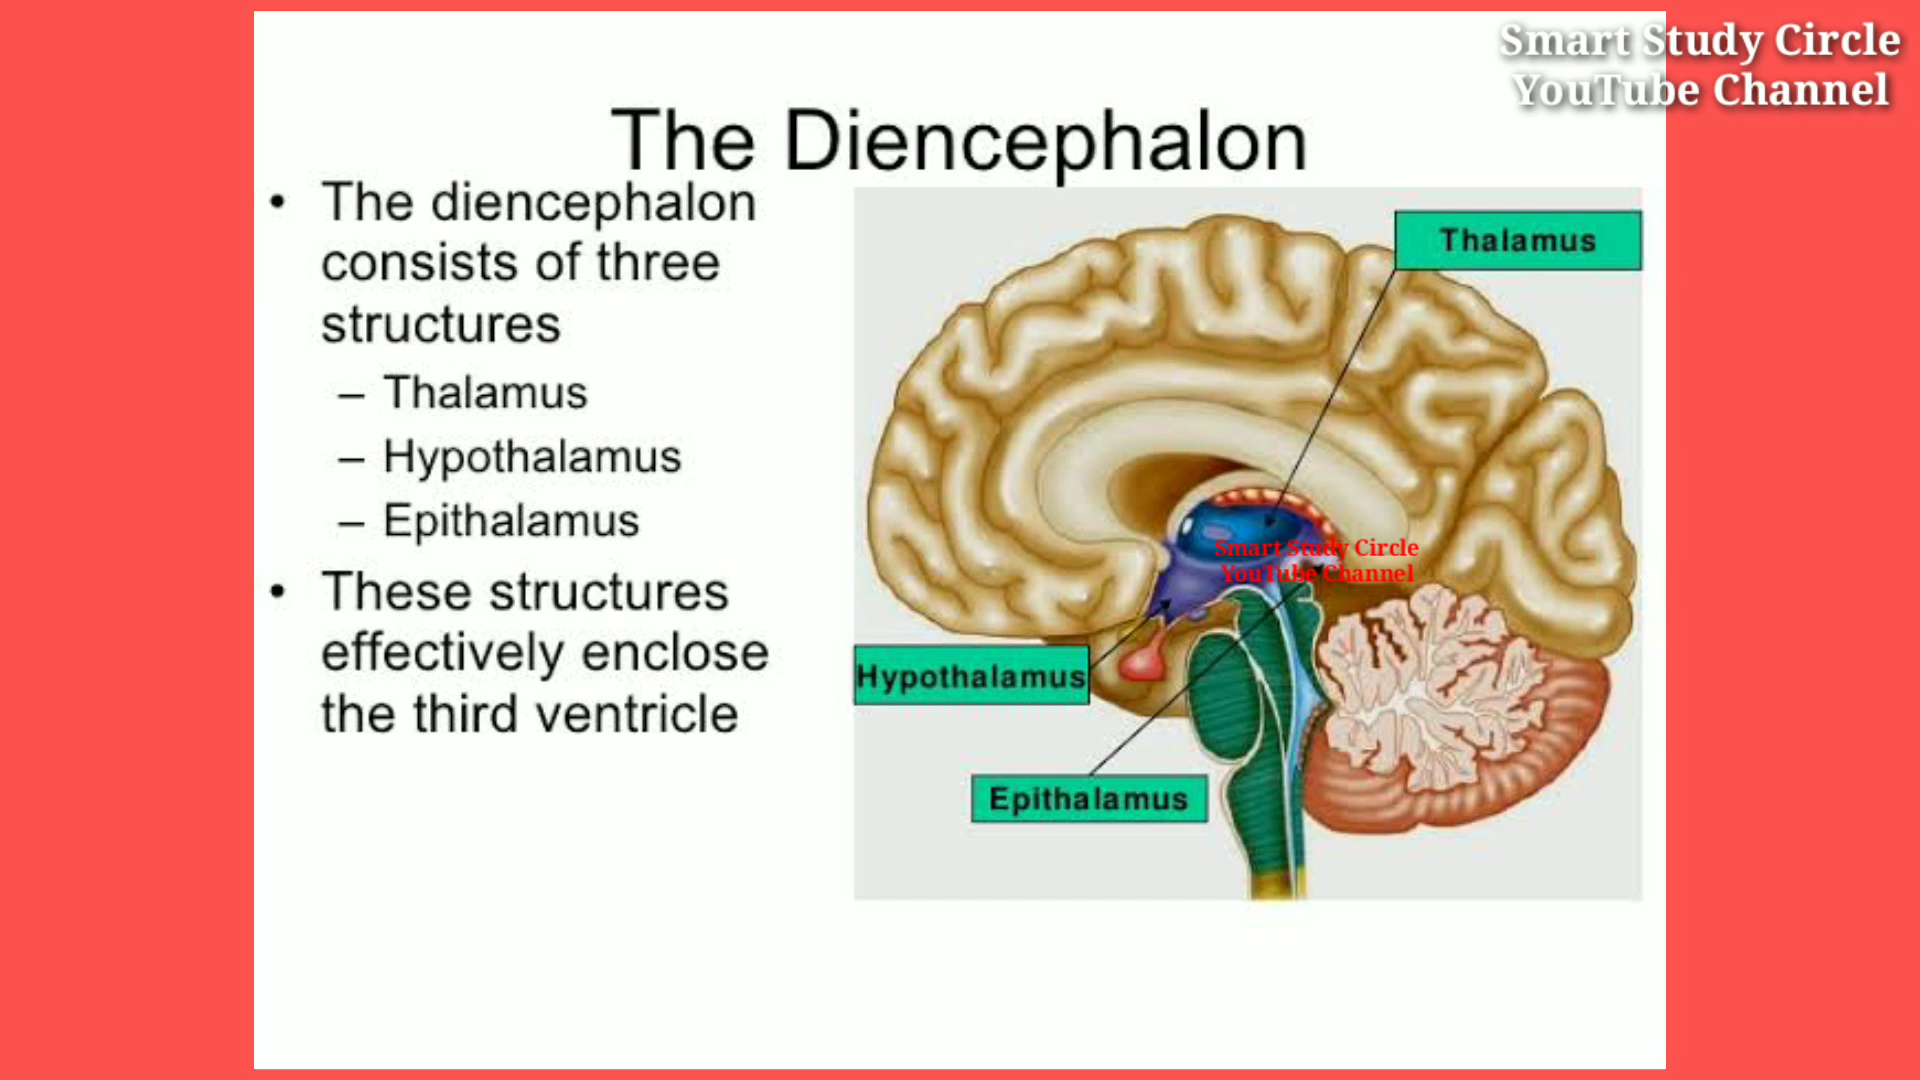 Smart Study Circle
YouTube Channel
The Diencephalon
• The diencephalon
consists of three
structures
– Thalamus
– Hypothalamus
– Epithalamus
• These structures
effectively enclose
the third ventricle
Thalamus
Smart Study Circle
YouTube Channel
Hypothalamus
Epithalamus